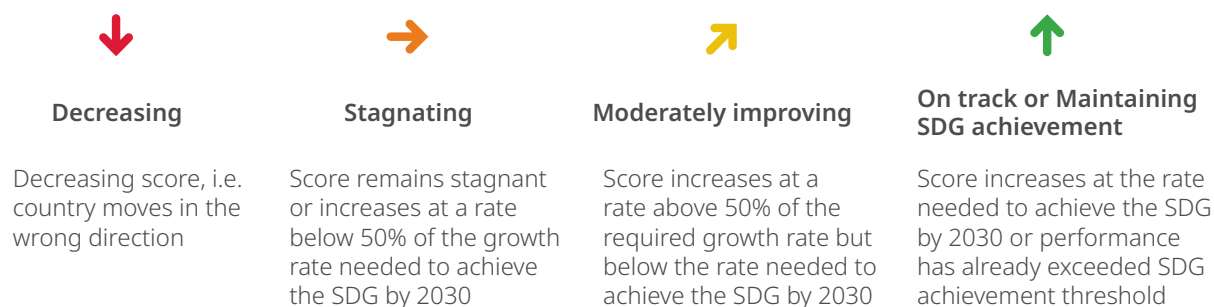 Decreasing
Decreasing score, i.e.
country moves in the
wrong direction
Stagnating
Score remains stagnant
or increases at a rate
below 50% of the growth
rate needed to achieve
the SDG by 2030
Moderately improving
Score increases at a
rate above 50% of the
required growth rate but
below the rate needed to
achieve the SDG by 2030
On track or Maintaining
SDG achievement
Score increases at the rate
needed to achieve the SDG
by 2030 or performance
has already exceeded SDG
achievement threshold